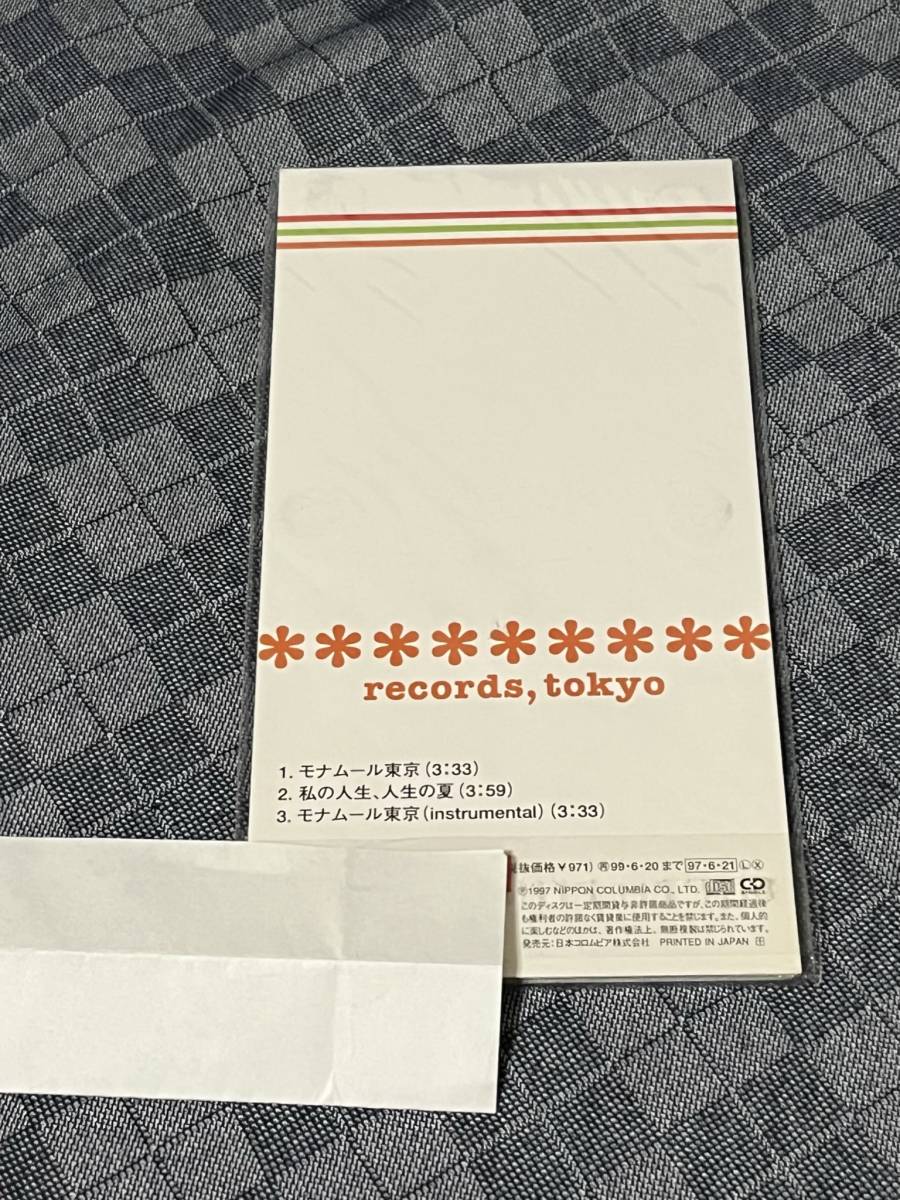 *********
records, tokyo
1. モナムール東京(3:33)
2. 私の人生、人生の夏(3:59)
3. モナムール東京(instrumental) (3:33)
抜価格￥971) Ⓡ99・6・20まで 97・6・21 Ⓛ Ⓧ
Ⓟ1997 NIPPON COLUMBIA CO., LTD.
このディスクは一定期間貸与非許諾商品ですが、この期間経過後
も権利者の許諾なく賃貸業に使用することを禁じます。また、個人的
に楽しむなどのほかは、著作権法上、無断複製は禁じられています。
発売元:日本コロムビア株式会社 PRINTED IN JAPAN